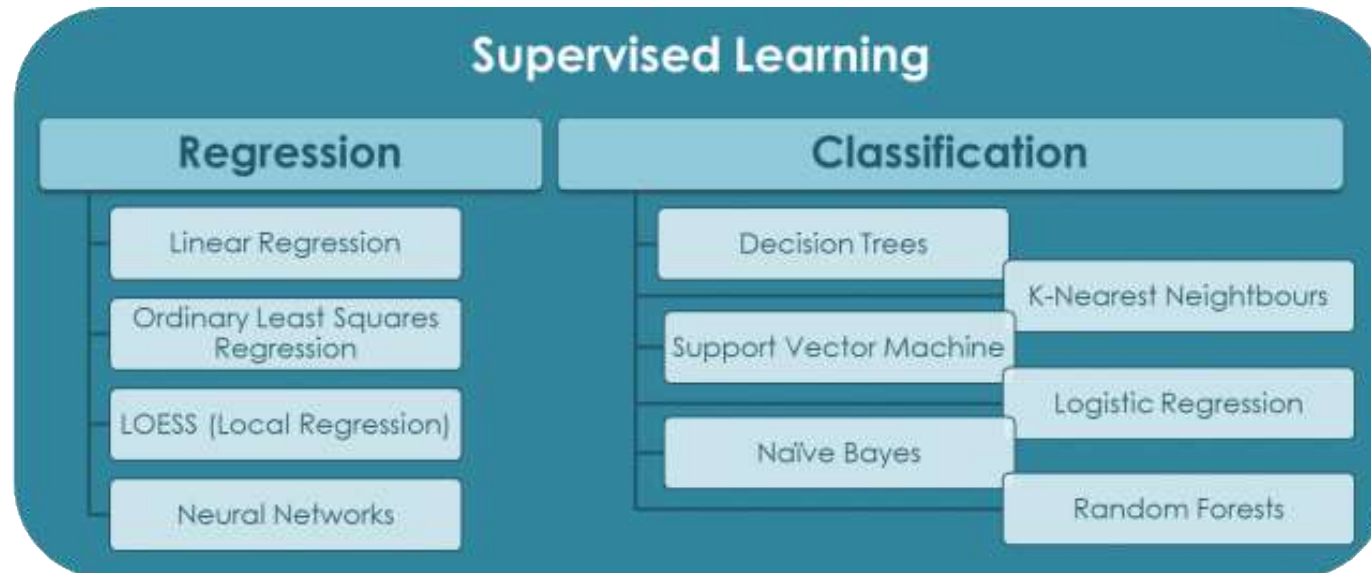 Supervised Learning
Regression
Linear Regression
Ordinary Least Squares
Regression
LOESS (Local Regression)
Neural Networks
Classification
Decision Trees
K-Nearest Neightbours
Support Vector Machine
Logistic Regression
Naïve Bayes
Random Forests